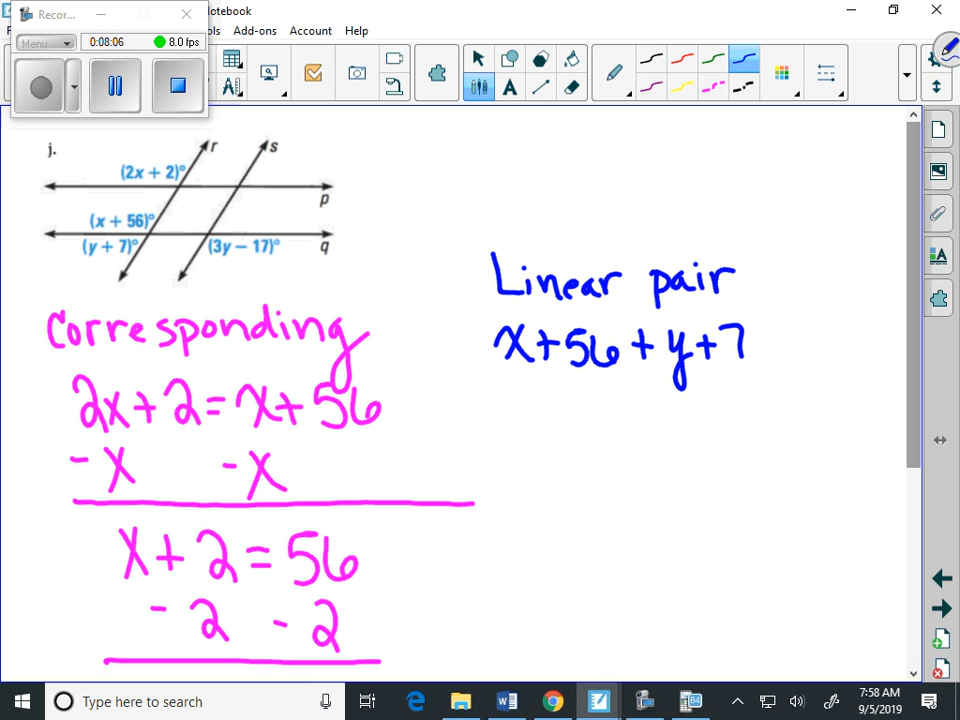 Recor...
Notebook
Menu
0:08:06
8.0 fps
Add-ons Account Help
j.
r
s
(2x + 2)°
p
(x + 56)°
(y + 7)°
(3y – 17)°
q
Linear pair
x+56+y+7
Corresponding
2x+2=x+56
-x -x
x+2=56
-2 -2
Type here to search
7:58 AM
9/5/2019